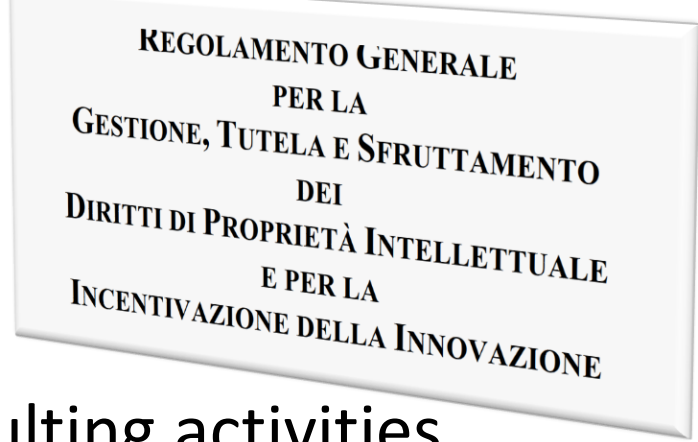 REGOLAMENTO GENERALE
PER LA
GESTIONE, TUTELA E SFRUTTAMENTO
DEI
DIRITTI DI PROPRIETÀ INTELLETTUALE
E PER LA
INCENTIVAZIONE DELLA INNOVAZIONE
activities